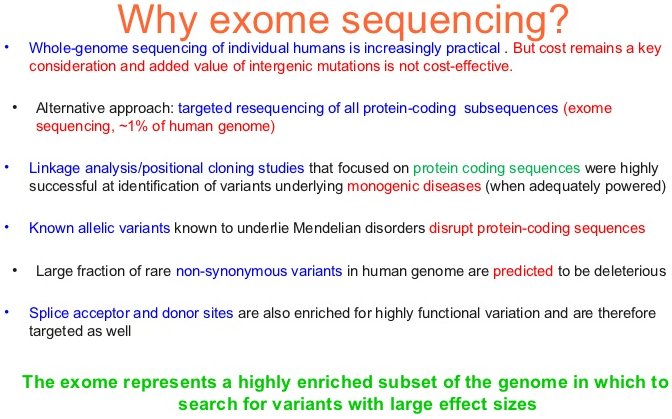 Why exome sequencing?
• Whole-genome sequencing of individual humans is increasingly practical . But cost remains a key
consideration and added value of intergenic mutations is not cost-effective.
• Alternative approach: targeted resequencing of all protein-coding subsequences (exome
sequencing, ~1% of human genome)
• Linkage analysis/positional cloning studies that focused on protein coding sequences were highly
successful at identification of variants underlying monogenic diseases (when adequately powered)
• Known allelic variants known to underlie Mendelian disorders disrupt protein-coding sequences
• Large fraction of rare non-synonymous variants in human genome are predicted to be deleterious
• Splice acceptor and donor sites are also enriched for highly functional variation and are therefore
targeted as well
The exome represents a highly enriched subset of the genome in which to
search for variants with large effect sizes